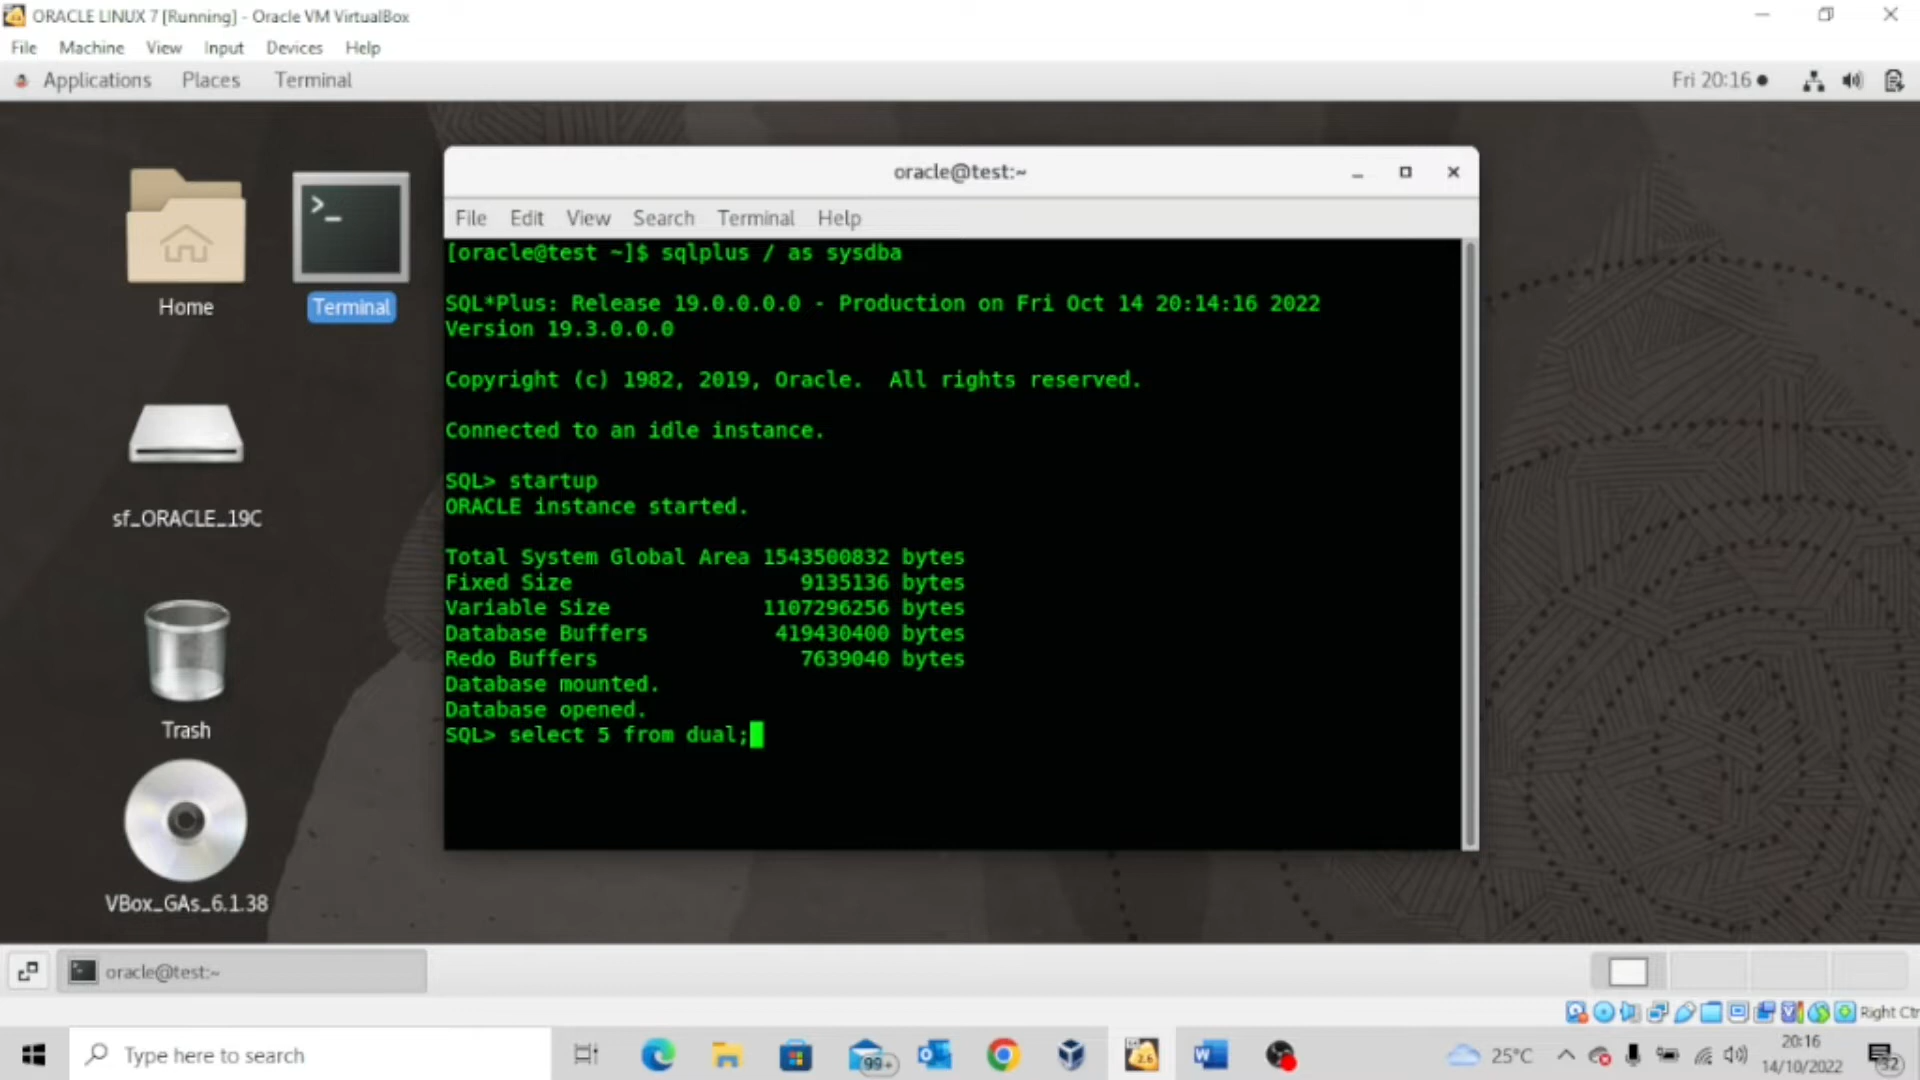 ORACLE LINUX 7 [Running] - Oracle VM VirtualBox
File Machine View Input Devices Help
Applications Places Terminal Fri 20:16
Home
Terminal
sf_ORACLE_19C
Trash
VBox_GAs_6.1.38
oracle@test:~
File Edit View Search Terminal Help
[oracle@test ~]$ sqlplus / as sysdba
SQL*Plus: Release 19.0.0.0.0 - Production on Fri Oct 14 20:14:16 2022
Version 19.3.0.0.0
Copyright (c) 1982, 2019, Oracle.  All rights reserved.
Connected to an idle instance.
SQL> startup
ORACLE instance started.
Total System Global Area 1543500832 bytes
Fixed Size 9135136 bytes
Variable Size 1107296256 bytes
Database Buffers 419430400 bytes
Redo Buffers 7639040 bytes
Database mounted.
Database opened.
SQL> select 5 from dual;
oracle@test:~
Right Ctr
Type here to search
99+
2.6
25°C
20:16
14/10/2022
32